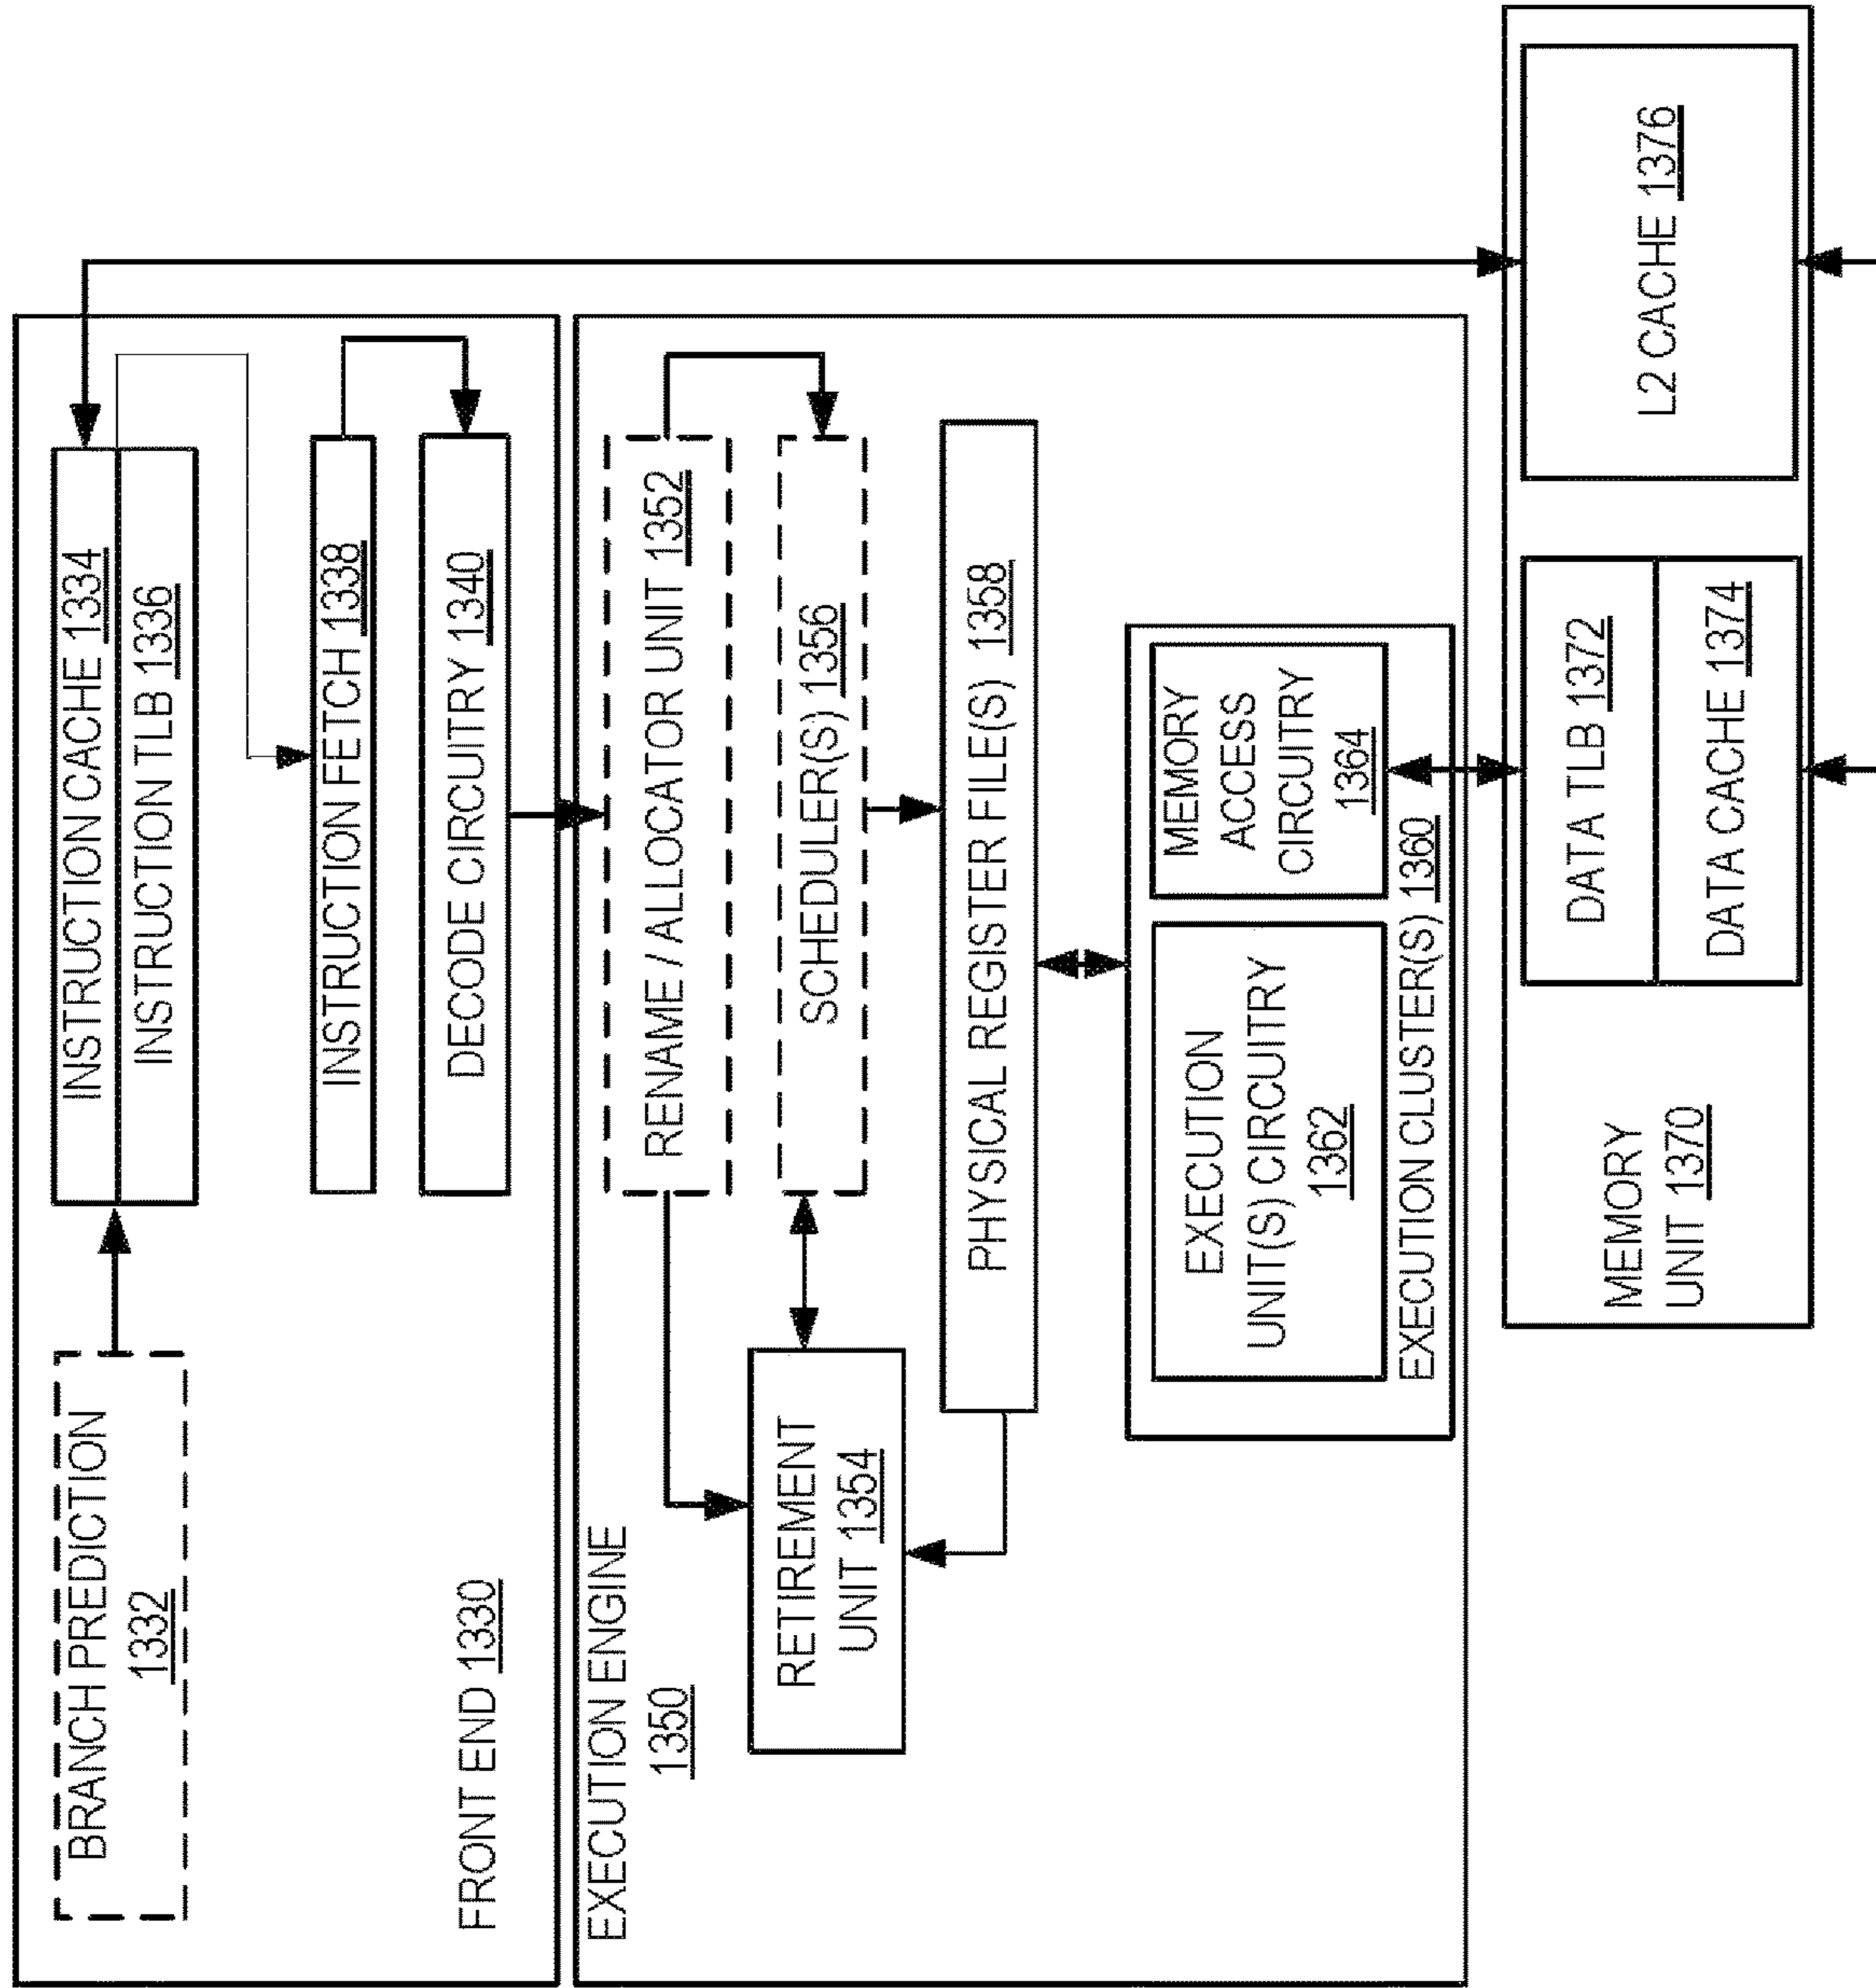 BRANCH PREDICTION
1332
INSTRUCTION CACHE 1334
INSTRUCTION TLB 1336
INSTRUCTION FETCH 1338
DECODE CIRCUITRY 1340
FRONT END 1330
EXECUTION ENGINE
1350
RENAME / ALLOCATOR UNIT 1352
RETIREMENT
UNIT 1354
SCHEDULER(S) 1356
PHYSICAL REGISTER FILE(S) 1358
EXECUTION
UNIT(S) CIRCUITRY
1362
MEMORY
ACCESS
CIRCUITRY
1364
EXECUTION CLUSTER(S) 1360
MEMORY
UNIT 1370
DATA TLB 1372
DATA CACHE 1374
L2 CACHE 1376